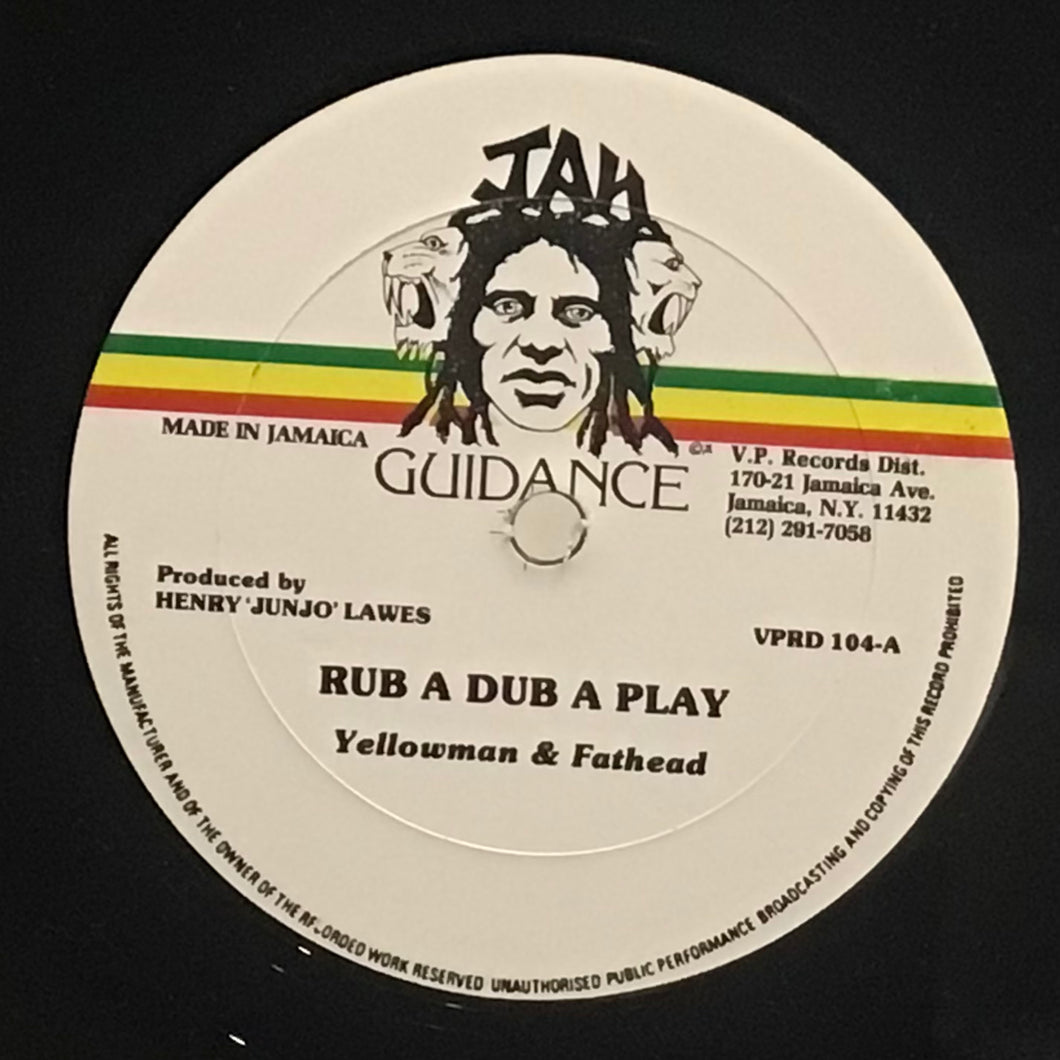 JAH
GUIDANCE
MADE IN JAMAICA
V.P. Records Dist.
170-21 Jamaica Ave.
Jamaica, N.Y. 11432
(212) 291-7058
Produced by
HENRY 'JUNJO' LAWES
VPRD 104-A
RUB A DUB A PLAY
Yellowman & Fathead
ALL RIGHTS OF THE MANUFACTURER AND OF THE OWNER OF THE RECORDED WORK RESERVED UNAUTHORISED PUBLIC PERFORMANCE BROADCASTING AND COPYING OF THIS RECORD PROHIBITED